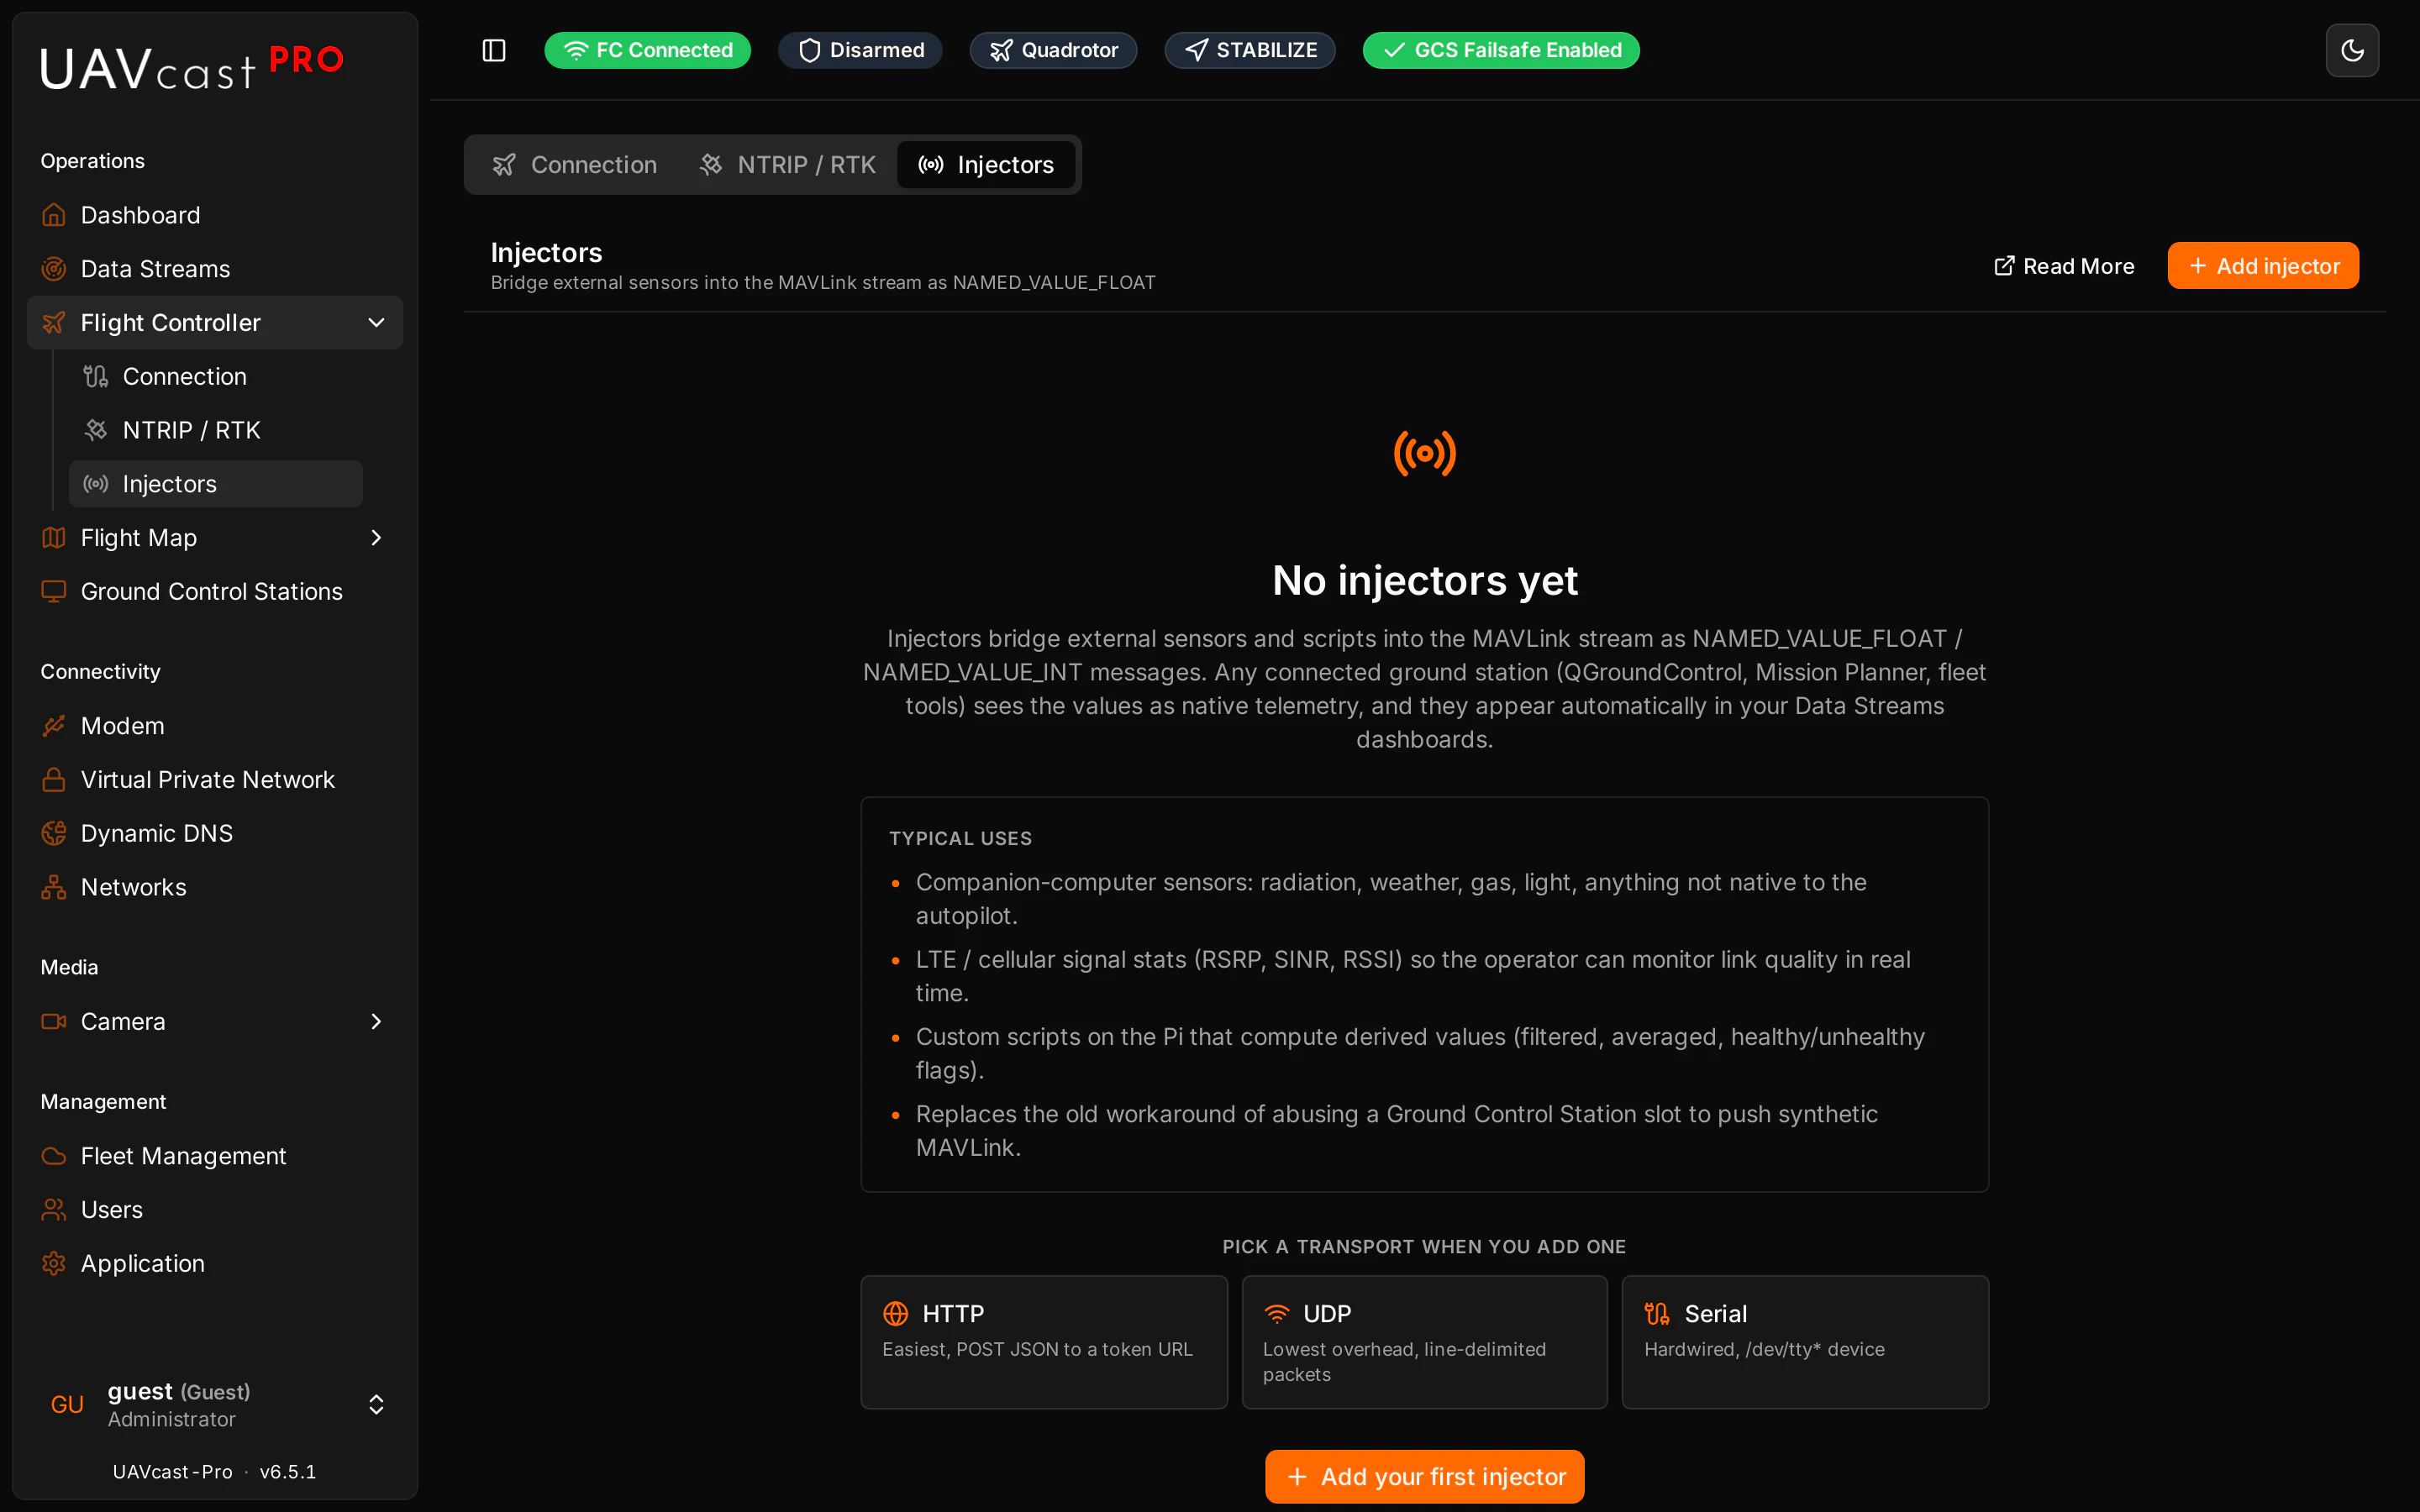 UAVcast PRO
FC Connected
Disarmed
Quadrotor
STABILIZE
GCS Failsafe Enabled
Operations
Dashboard
Data Streams
Flight Controller
Connection
NTRIP / RTK
Injectors
Flight Map
Ground Control Stations
Connectivity
Modem
Virtual Private Network
Dynamic DNS
Networks
Media
Camera
Management
Fleet Management
Users
Application
GU
guest (Guest)
Administrator
UAVcast-Pro · v6.5.1
Connection
NTRIP / RTK
Injectors
Injectors
Bridge external sensors into the MAVLink stream as NAMED_VALUE_FLOAT
Read More
Add injector
No injectors yet
Injectors bridge external sensors and scripts into the MAVLink stream as NAMED_VALUE_FLOAT /
NAMED_VALUE_INT messages. Any connected ground station (QGroundControl, Mission Planner, fleet
tools) sees the values as native telemetry, and they appear automatically in your Data Streams
dashboards.
TYPICAL USES
• Companion-computer sensors: radiation, weather, gas, light, anything not native to the
autopilot.
• LTE / cellular signal stats (RSRP, SINR, RSSI) so the operator can monitor link quality in real
time.
• Custom scripts on the Pi that compute derived values (filtered, averaged, healthy/unhealthy
flags).
• Replaces the old workaround of abusing a Ground Control Station slot to push synthetic
MAVLink.
PICK A TRANSPORT WHEN YOU ADD ONE
HTTP
Easiest, POST JSON to a token URL
UDP
Lowest overhead, line-delimited
packets
Serial
Hardwired, /dev/tty* device
Add your first injector